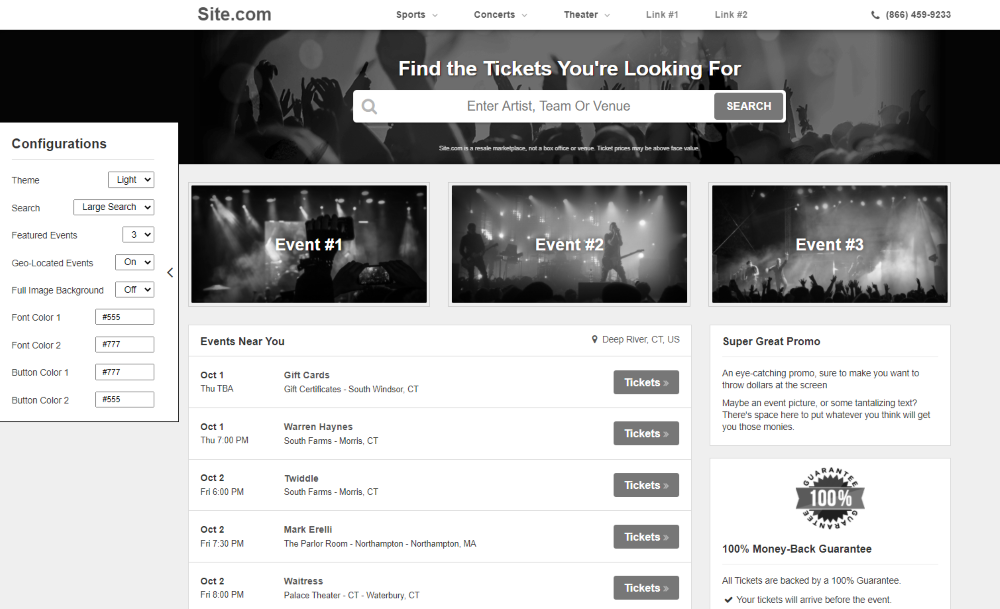 Site.com
Sports
Concerts
Theater
Link #1
Link #2
(866) 459-9233
Find the Tickets You're Looking For
Enter Artist, Team Or Venue
SEARCH
Site.com is a resale marketplace, not a box office or venue. Ticket prices may be above face value.
Configurations
Theme
Light
Search
Large Search
Featured Events
3
Geo-Located Events
On
Full Image Background
Off
Font Color 1
#555
Font Color 2
#777
Button Color 1
#777
Button Color 2
#555
Event #1
Event #2
Event #3
Events Near You
Deep River, CT, US
Oct 1
Thu TBA
Gift Cards
Gift Certificates - South Windsor, CT
Tickets »
Oct 1
Thu 7:00 PM
Warren Haynes
South Farms - Morris, CT
Tickets »
Oct 2
Fri 6:00 PM
Twiddle
South Farms - Morris, CT
Tickets »
Oct 2
Fri 7:30 PM
Mark Erelli
The Parlor Room - Northampton - Northampton, MA
Tickets »
Oct 2
Fri 8:00 PM
Waitress
Palace Theater - CT - Waterbury, CT
Tickets »
Super Great Promo
An eye-catching promo, sure to make you want to
throw dollars at the screen
Maybe an event picture, or some tantalizing text?
There's space here to put whatever you think will get
you those monies.
GUARANTEE
100%
GUARANTEE
100% Money-Back Guarantee
All Tickets are backed by a 100% Guarantee.
Your tickets will arrive before the event.